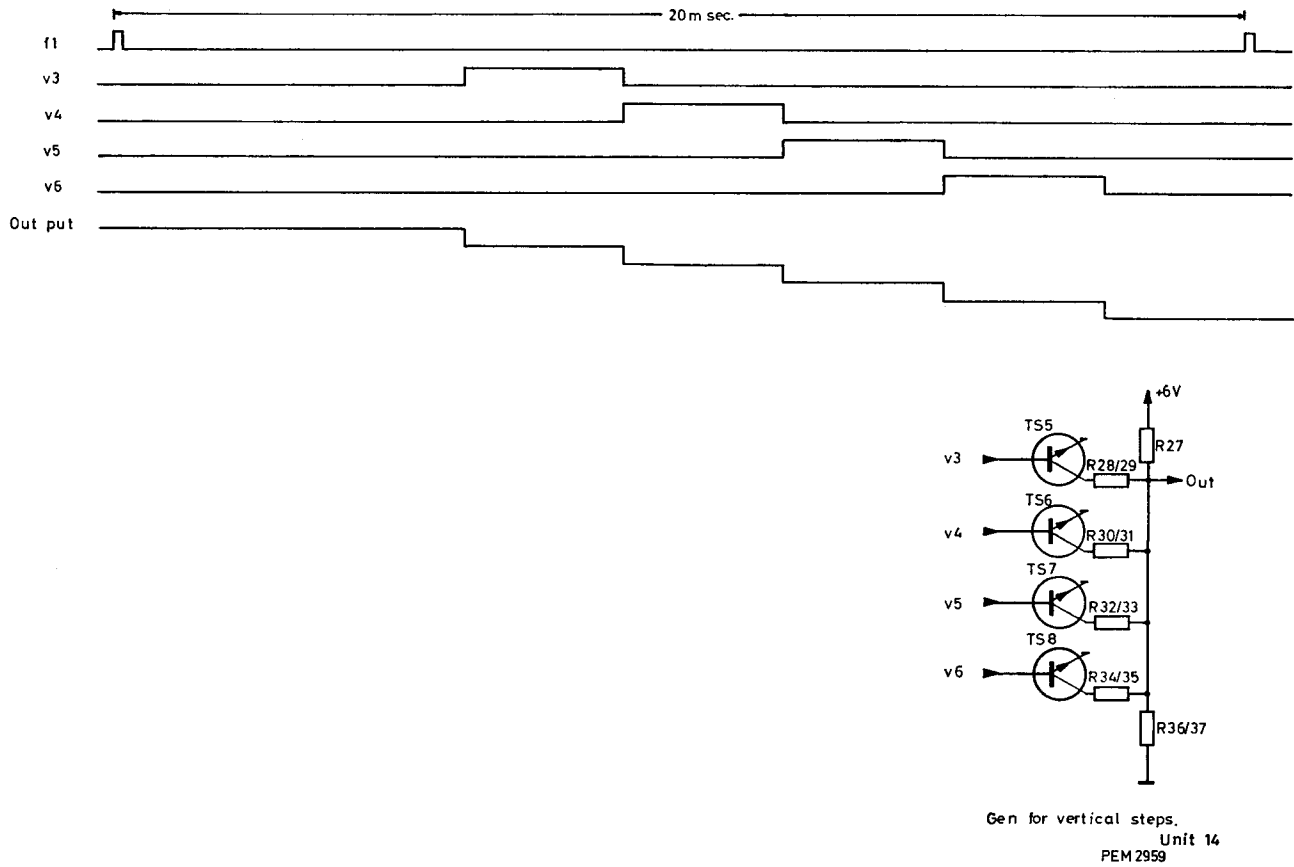 20 m sec.
f1
v3
v4
v5
v6
Out put
+6V
TS5
R27
v3
R28/29
Out
TS6
v4
R30/31
TS7
v5
R32/33
TS8
v6
R34/35
R36/37
Gen for vertical steps.
Unit 14
PEM 2959